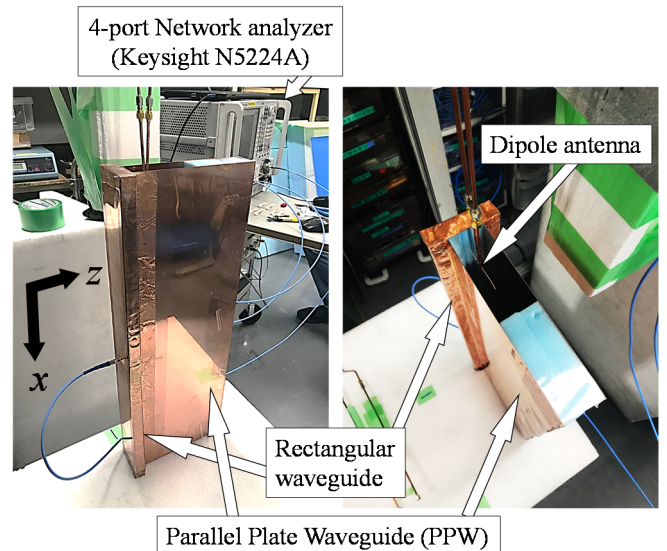 4-port Network analyzer
(Keysight N5224A)
Dipole antenna
z
x
Rectangular
waveguide
Parallel Plate Waveguide (PPW)